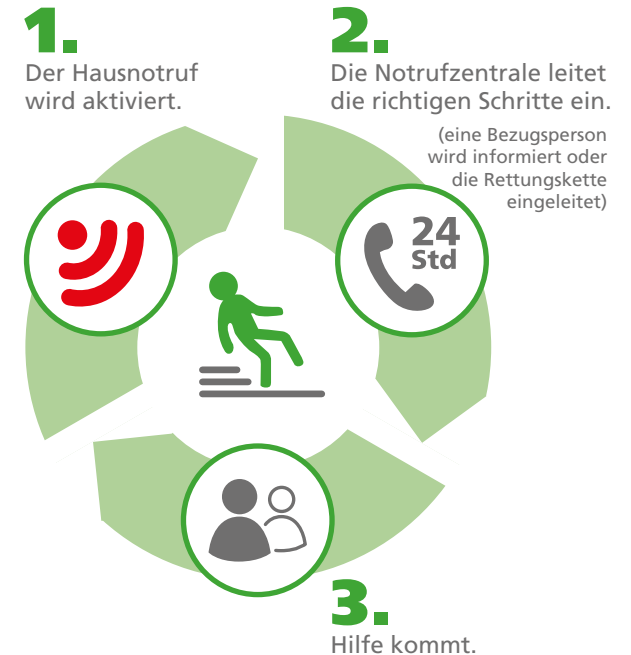 1.
Der Hausnotruf
wird aktiviert.
2.
Die Notrufzentrale leitet
die richtigen Schritte ein.
(eine Bezugsperson
wird informiert oder
die Rettungskette
eingeleitet)
24
Std
3.
Hilfe kommt.